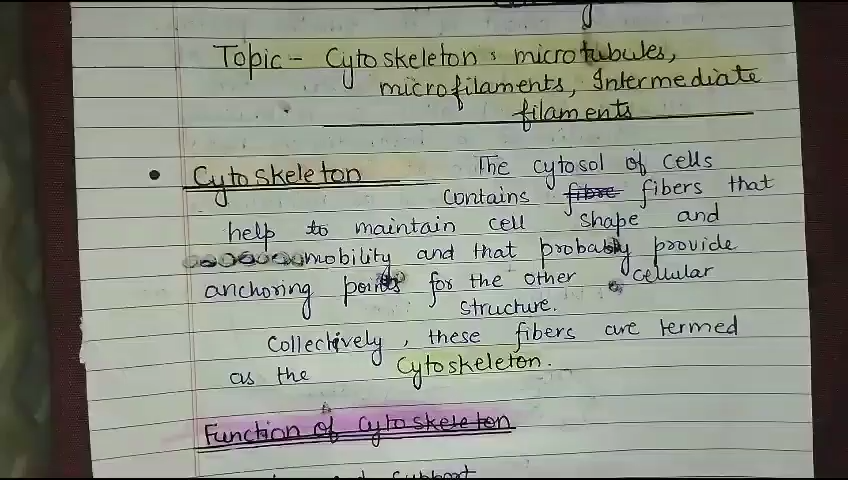 Topic - Cytoskeleton : microtubules,
microfilaments, Intermediate
filaments
• Cytoskeleton The cytosol of cells
contains fibre fibers that
help to maintain cell shape and
mobility and that probably provide
anchoring points for the other cellular
structure.
Collectively, these fibers are termed
as the Cytoskeleton.
Function of Cytoskeleton
support